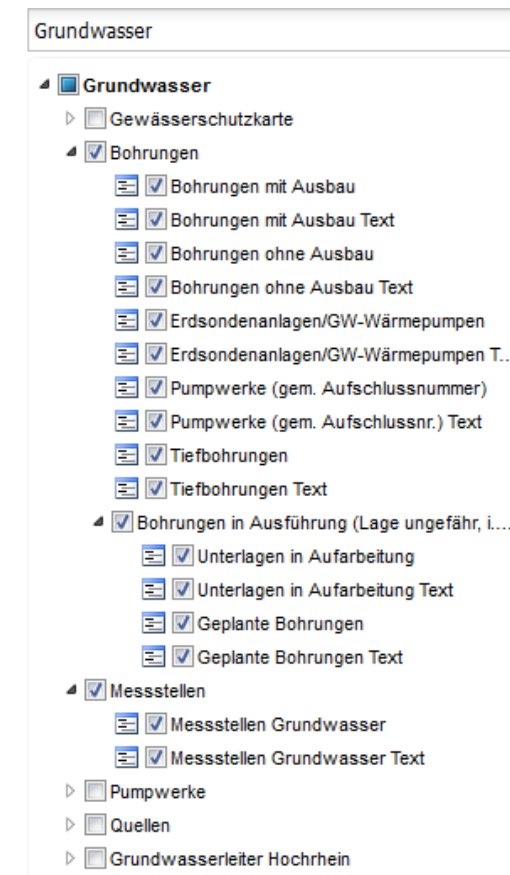 Grundwasser
Grundwasser
Gewässerschutzkarte
Bohrungen
Bohrungen mit Ausbau
Bohrungen mit Ausbau Text
Bohrungen ohne Ausbau
Bohrungen ohne Ausbau Text
Erdsondenanlagen/GW-Wärmepumpen
Erdsondenanlagen/GW-Wärmepumpen T...
Pumpwerke (gem. Aufschlussnummer)
Pumpwerke (gem. Aufschlussnr.) Text
Tiefbohrungen
Tiefbohrungen Text
Bohrungen in Ausführung (Lage ungefähr, i....
Unterlagen in Aufarbeitung
Unterlagen in Aufarbeitung Text
Geplante Bohrungen
Geplante Bohrungen Text
Messstellen
Messstellen Grundwasser
Messstellen Grundwasser Text
Pumpwerke
Quellen
Grundwasserleiter Hochrhein